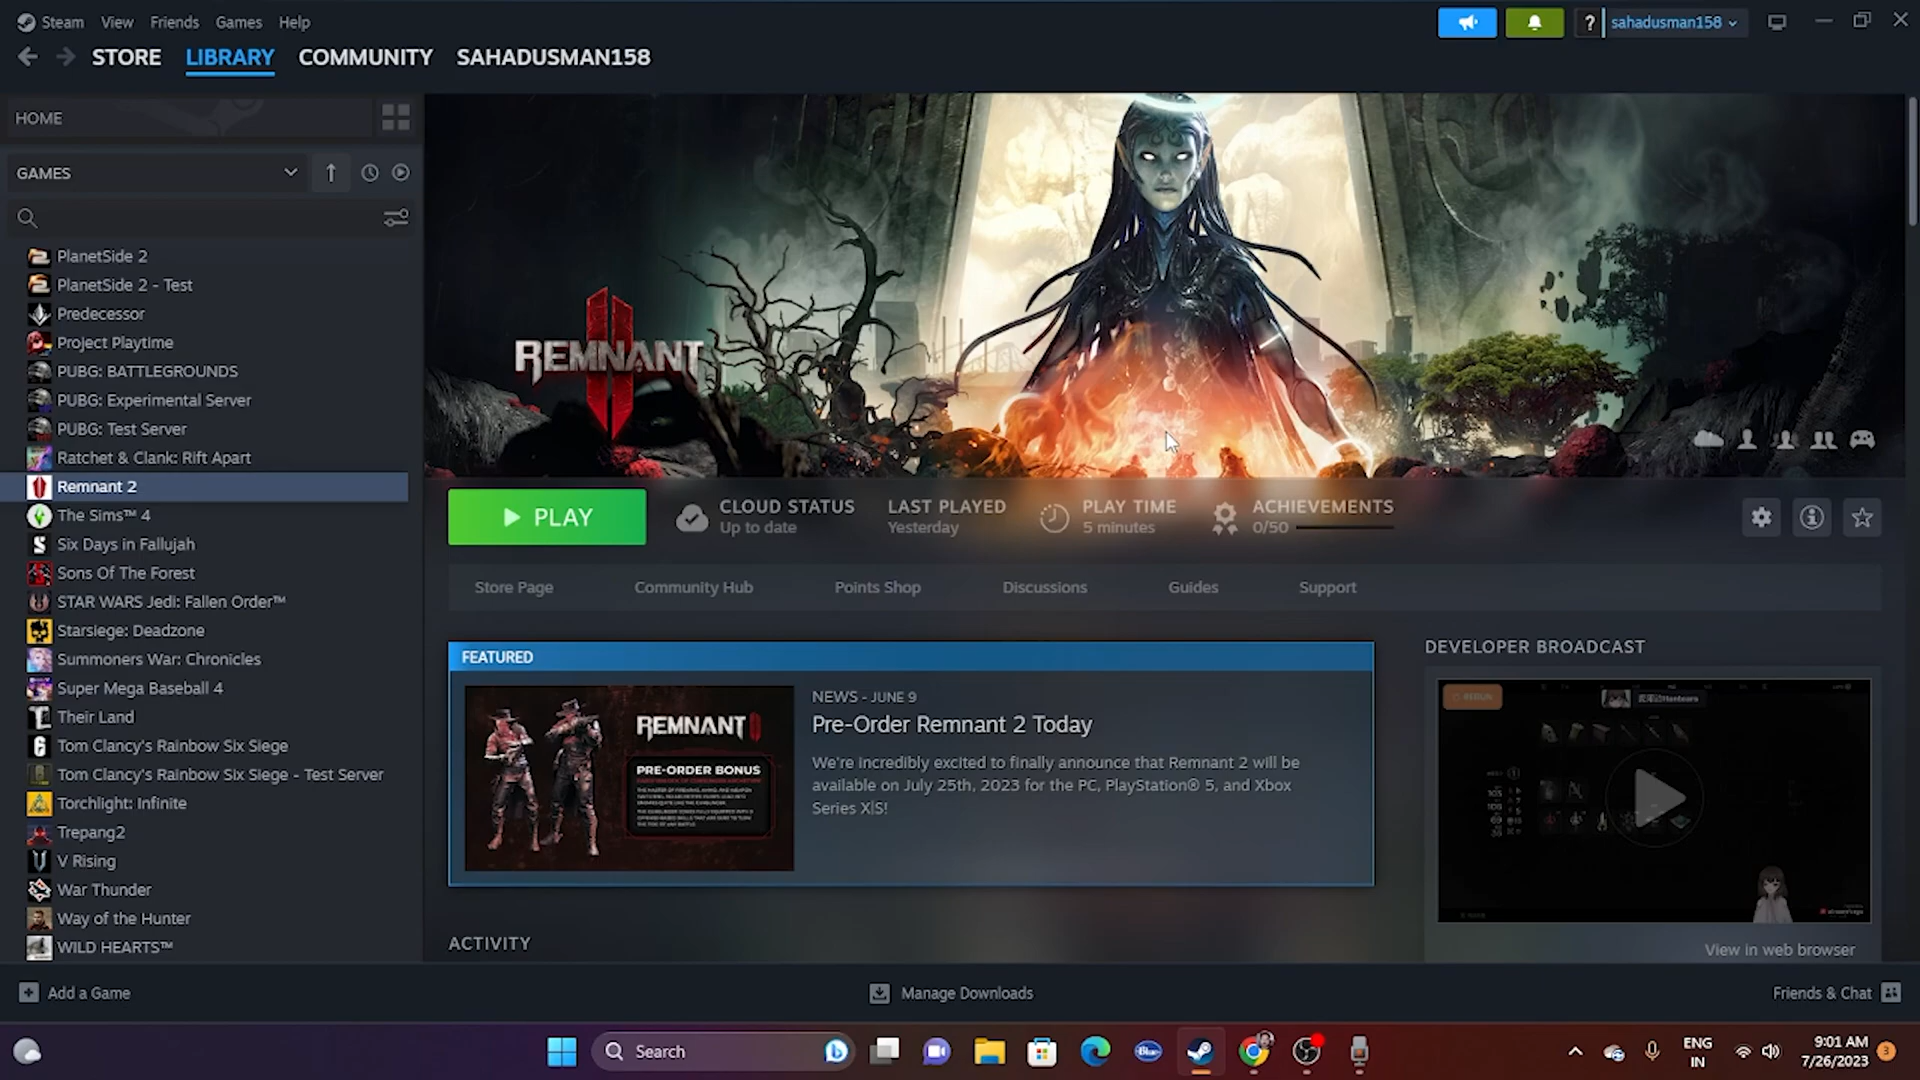 Steam View Friends Games Help
? sahadusman158
STORE LIBRARY COMMUNITY SAHADUSMAN158
HOME
GAMES
PlanetSide 2
PlanetSide 2 - Test
Predecessor
Project Playtime
PUBG: BATTLEGROUNDS
PUBG: Experimental Server
PUBG: Test Server
Ratchet & Clank: Rift Apart
Remnant 2
The Sims™ 4
Six Days in Fallujah
Sons Of The Forest
STAR WARS Jedi: Fallen Order™
Starsiege: Deadzone
Summoners War: Chronicles
Super Mega Baseball 4
Their Land
Tom Clancy's Rainbow Six Siege
Tom Clancy's Rainbow Six Siege - Test Server
Torchlight: Infinite
Trepang2
V Rising
War Thunder
Way of the Hunter
WILD HEARTS™
REMNANT II
PLAY
CLOUD STATUS
Up to date
LAST PLAYED
Yesterday
PLAY TIME
5 minutes
ACHIEVEMENTS
0/50
Store Page Community Hub Points Shop Discussions Guides Support
FEATURED
REMNANT II
PRE-ORDER BONUS
NEWS - JUNE 9
Pre-Order Remnant 2 Today
We're incredibly excited to finally announce that Remnant 2 will be
available on July 25th, 2023 for the PC, PlayStation® 5, and Xbox
Series X|S!
DEVELOPER BROADCAST
RERUN
View in web browser
ACTIVITY
Add a Game
Manage Downloads
Friends & Chat
Search
ENG
IN
9:01 AM
7/26/2023
3